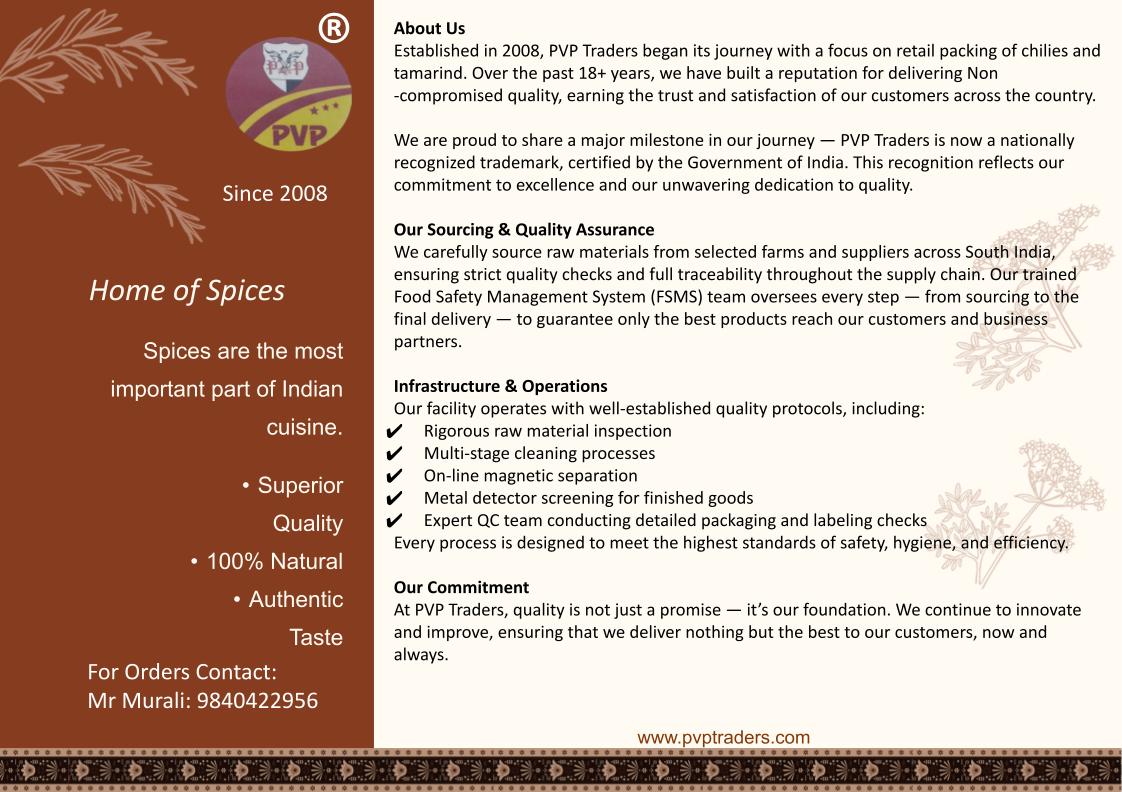 ®
PVP
PVP
Since 2008
Home of Spices
Spices are the most
important part of Indian
cuisine.
• Superior
Quality
• 100% Natural
• Authentic
Taste
For Orders Contact:
Mr Murali: 9840422956
About Us
Established in 2008, PVP Traders began its journey with a focus on retail packing of chilies and
tamarind. Over the past 18+ years, we have built a reputation for delivering Non
-compromised quality, earning the trust and satisfaction of our customers across the country.
We are proud to share a major milestone in our journey — PVP Traders is now a nationally
recognized trademark, certified by the Government of India. This recognition reflects our
commitment to excellence and our unwavering dedication to quality.
Our Sourcing & Quality Assurance
We carefully source raw materials from selected farms and suppliers across South India,
ensuring strict quality checks and full traceability throughout the supply chain. Our trained
Food Safety Management System (FSMS) team oversees every step — from sourcing to the
final delivery — to guarantee only the best products reach our customers and business
partners.
Infrastructure & Operations
Our facility operates with well-established quality protocols, including:
✔ Rigorous raw material inspection
✔ Multi-stage cleaning processes
✔ On-line magnetic separation
✔ Metal detector screening for finished goods
✔ Expert QC team conducting detailed packaging and labeling checks
Every process is designed to meet the highest standards of safety, hygiene, and efficiency.
Our Commitment
At PVP Traders, quality is not just a promise — it’s our foundation. We continue to innovate
and improve, ensuring that we deliver nothing but the best to our customers, now and
always.
www.pvptraders.com